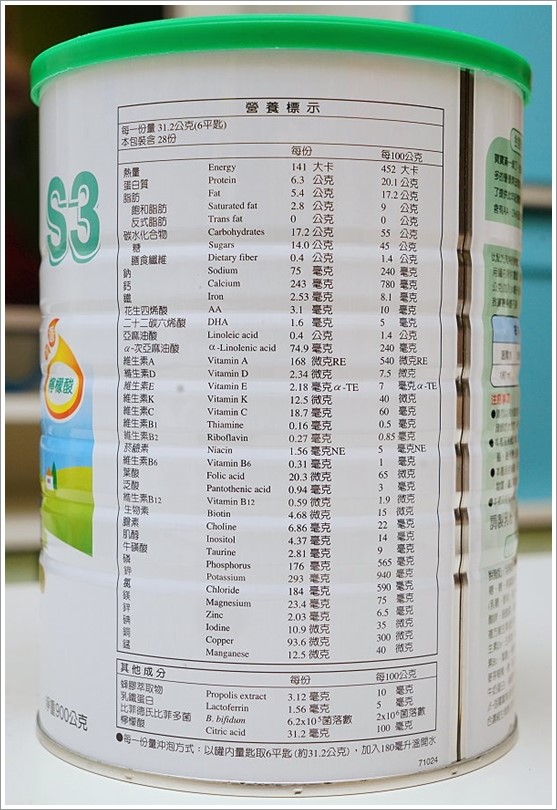 營養標示
每一份量 31.2公克(6平匙)
本包裝含 28份
每份 每100公克
熱量 Energy 141 大卡 452 大卡
蛋白質 Protein 6.3 公克 20.1 公克
脂肪 Fat 5.4 公克 17.2 公克
飽和脂肪 Saturated fat 2.8 公克 9 公克
反式脂肪 Trans fat 0 公克 0 公克
碳水化合物 Carbohydrates 17.2 公克 55 公克
糖 Sugars 14.0 公克 45 公克
膳食纖維 Dietary fiber 0.4 公克 1.4 公克
鈉 Sodium 75 毫克 240 毫克
鈣 Calcium 243 毫克 780 毫克
鐵 Iron 2.53 毫克 8.1 毫克
花生四烯酸 AA 3.1 毫克 10 毫克
二十二碳六烯酸 DHA 1.6 毫克 5 毫克
亞麻油酸 Linoleic acid 0.4 公克 1.4 公克
α-次亞麻油酸 α-Linolenic acid 74.9 毫克 240 毫克
維生素A Vitamin A 168 微克RE 540 微克RE
維生素D Vitamin D 2.34 微克 7.5 微克
維生素E Vitamin E 2.18 毫克α-TE 7 毫克α-TE
維生素K Vitamin K 12.5 微克 40 微克
維生素C Vitamin C 18.7 毫克 60 毫克
維生素B1 Thiamine 0.16 毫克 0.5 毫克
維生素B2 Riboflavin 0.27 毫克 0.85 毫克
菸鹼素 Niacin 1.56 毫克NE 5 毫克NE
維生素B6 Vitamin B6 0.31 毫克 1 毫克
葉酸 Folic acid 20.3 微克 65 微克
泛酸 Pantothenic acid 0.94 毫克 3 毫克
維生素B12 Vitamin B12 0.59 微克 1.9 微克
生物素 Biotin 4.68 微克 15 微克
膽素 Choline 6.86 毫克 22 毫克
肌醇 Inositol 4.37 毫克 14 毫克
牛磺酸 Taurine 2.81 毫克 9 毫克
磷 Phosphorus 176 毫克 565 毫克
鉀 Potassium 293 毫克 940 毫克
氯 Chloride 184 毫克 590 毫克
鎂 Magnesium 23.4 毫克 75 毫克
鋅 Zinc 2.03 毫克 6.5 毫克
碘 Iodine 10.9 微克 35 微克
銅 Copper 93.6 微克 300 微克
錳 Manganese 12.5 微克 40 微克
其他成分 每份 每100公克
蜂膠萃取物 Propolis extract 3.12 毫克 10 毫克
乳鐵蛋白 Lactoferrin 1.56 毫克 5 毫克
比菲德氏比菲多菌 B. bifidum 6.2x10⁵菌落數 2x10⁶菌落數
檸檬酸 Citric acid 31.2 毫克 100 毫克
●每一份量沖泡方式：以罐內量匙取6平匙(約31.2公克)，加入180毫升溫開水
71024
S3
檸檬酸
淨重900公克